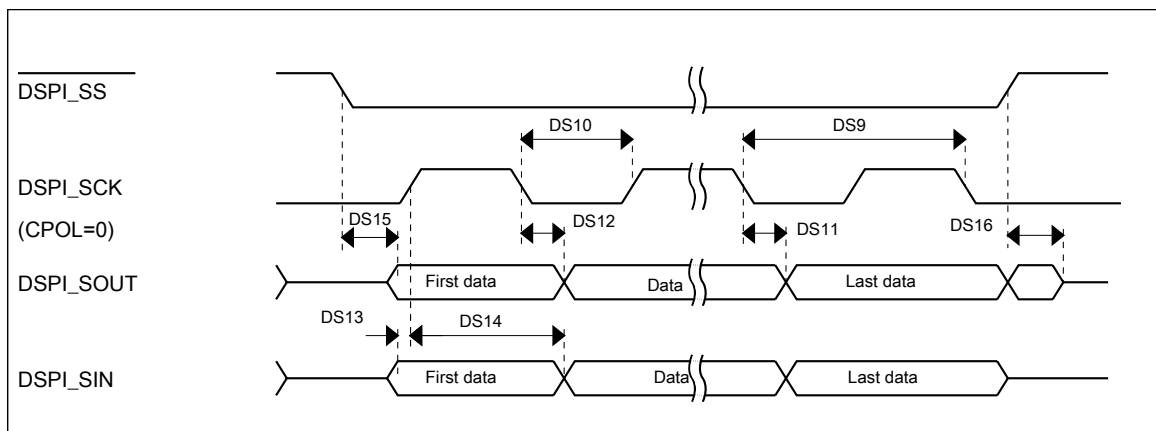 DSPI_SS
DS10
DS9
DSPI_SCK
(CPOL=0)
DS15
DS12
DS11
DS16
DSPI_SOUT
First data
Data
Last data
DS13
DS14
DSPI_SIN
First data
Data
Last data